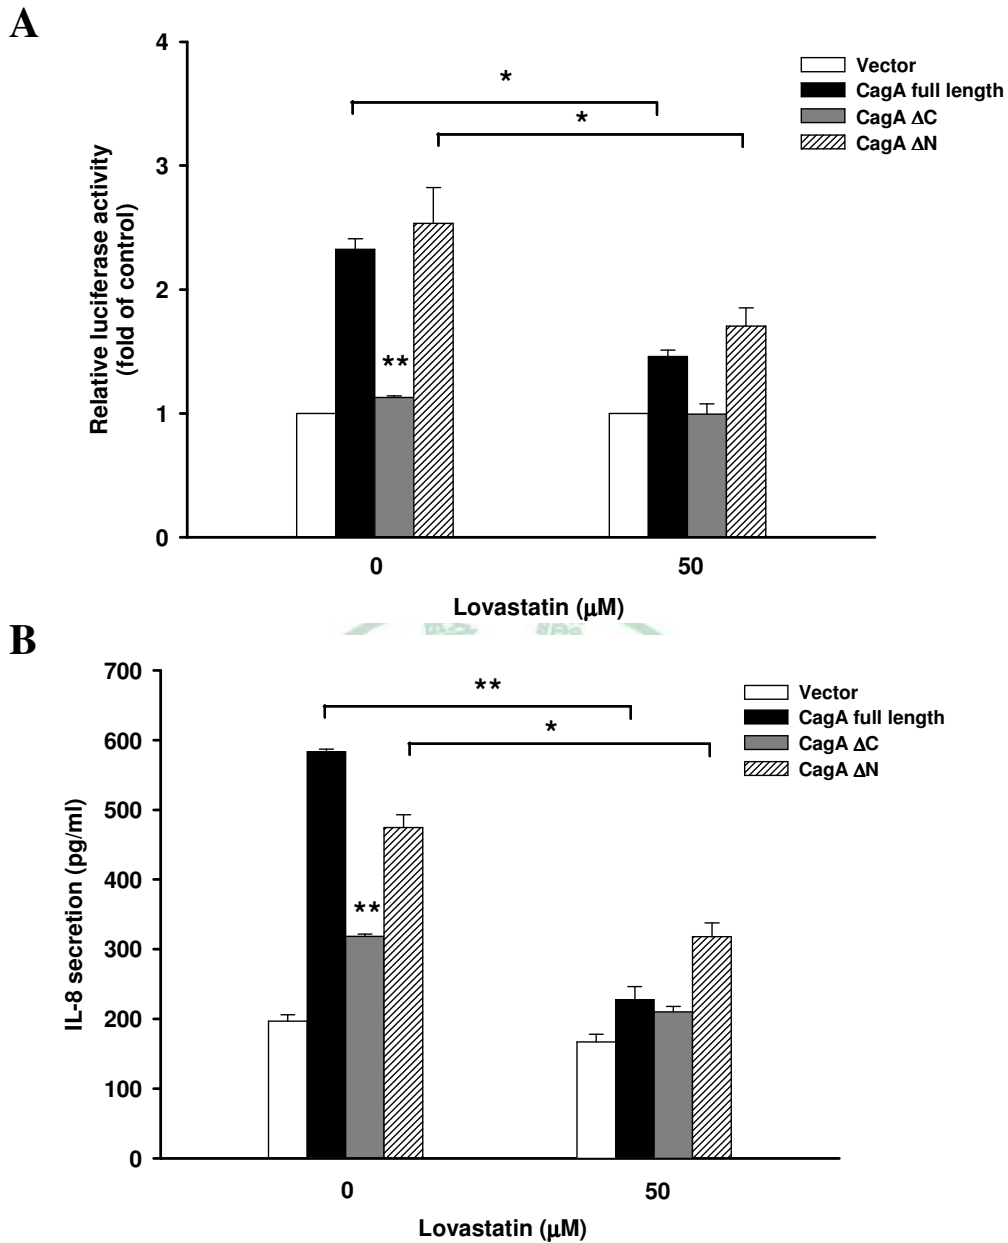 A
4
3
2
1
0
Relative luciferase activity
(fold of control)
*
*
**
Vector
CagA full length
CagA ΔC
CagA ΔN
0
50
Lovastatin (μM)
B
700
600
500
400
300
200
100
0
IL-8 secretion (pg/ml)
**
*
**
Vector
CagA full length
CagA ΔC
CagA ΔN
0
50
Lovastatin (μM)